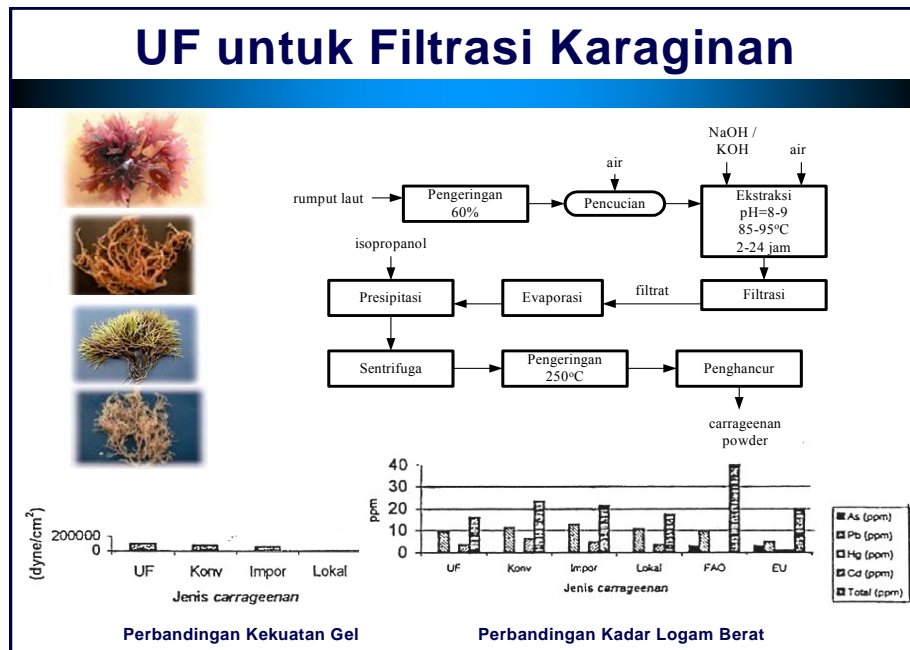 UF untuk Filtrasi Karaginan
NaOH /
KOH
air
air
rumput laut
Pengeringan
60%
Pencucian
Ekstraksi
pH=8-9
85-95°C
2-24 jam
isopropanol
Presipitasi
Evaporasi
filtrat
Filtrasi
Sentrifuga
Pengeringan
250°C
Penghancur
carrageenan
powder
(dyne/cm²)
200000
0
UF Konv Impor Lokal
Jenis carrageenan
Perbandingan Kekuatan Gel
ppm
40
30
20
10
0
UF Konv Impor Lokal FAO EU
Jenis carrageenan
As (ppm)
Pb (ppm)
Hg (ppm)
Cd (ppm)
Total (ppm)
Perbandingan Kadar Logam Berat